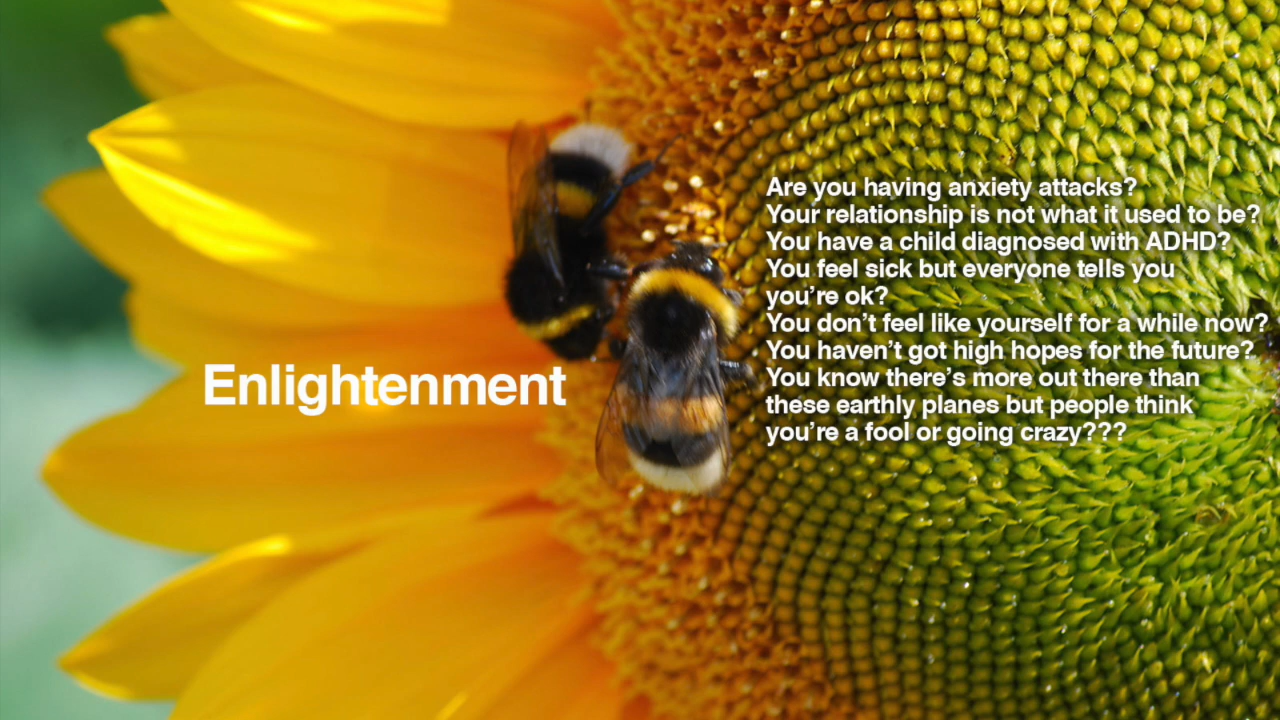 Enlightenment
Are you having anxiety attacks?
Your relationship is not what it used to be?
You have a child diagnosed with ADHD?
You feel sick but everyone tells you
you’re ok?
You don’t feel like yourself for a while now?
You haven’t got high hopes for the future?
You know there’s more out there than
these earthly planes but people think
you’re a fool or going crazy???